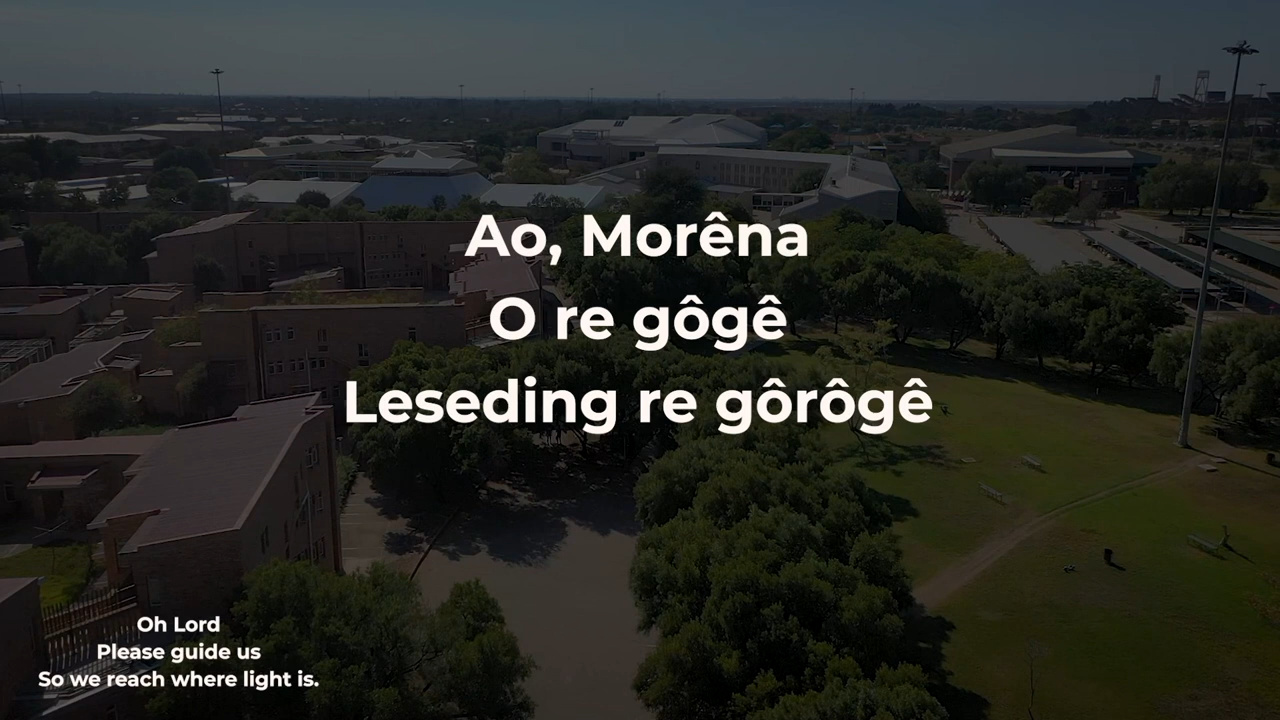 Ao, Morêna
O re gôgê
Leseding re gôrôgê
Oh Lord
Please guide us
So we reach where light is.